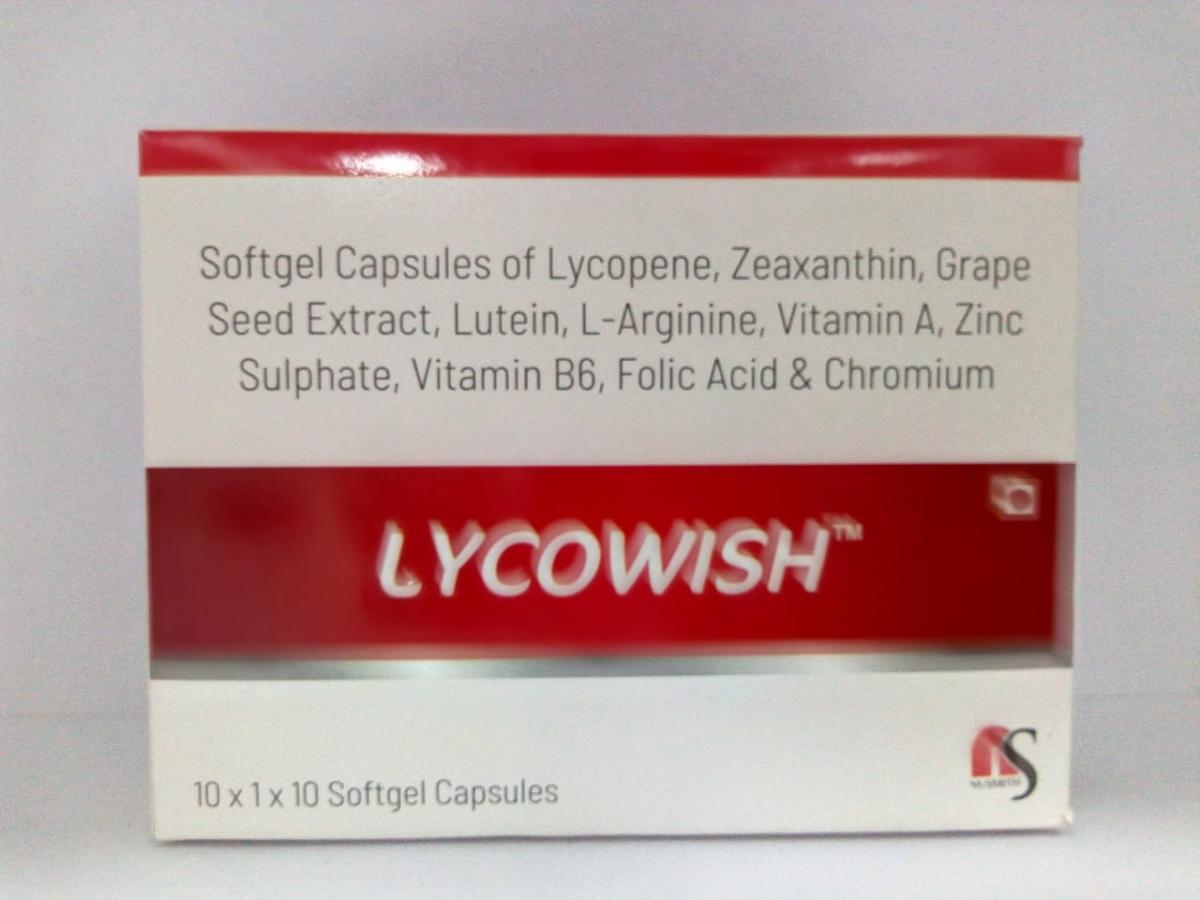 Softgel Capsules of Lycopene, Zeaxanthin, Grape
Seed Extract, Lutein, L-Arginine, Vitamin A, Zinc
Sulphate, Vitamin B6, Folic Acid & Chromium
LYCOWISH™
10 x 1 x 10 Softgel Capsules